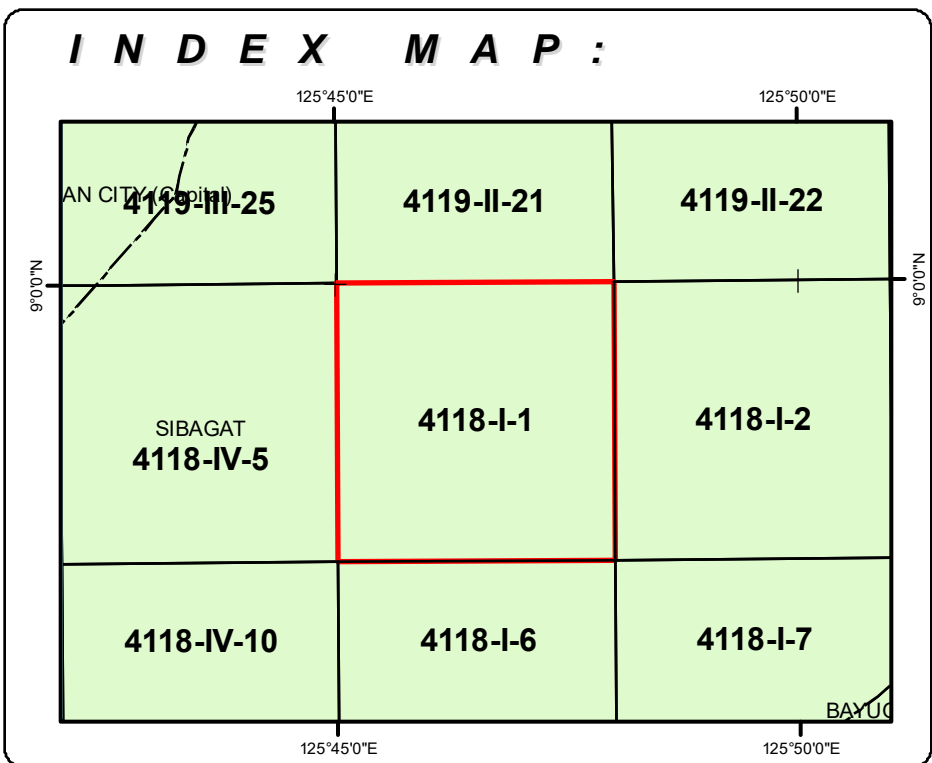 INDEX MAP:
125°45'0"E 125°50'0"E
AN CITY (Capital)
4119-III-25 4119-II-21 4119-II-22
9°0'0"N 9°0'0"N
SIBAGAT
4118-IV-5 4118-I-1 4118-I-2
4118-IV-10 4118-I-6 4118-I-7
BAYUG
125°45'0"E 125°50'0"E